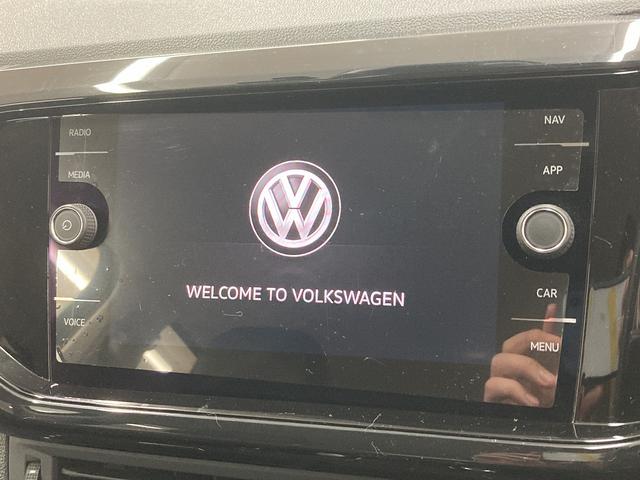 RADIO
MEDIA
VOICE
WELCOME TO VOLKSWAGEN
NAV
APP
CAR
MENU